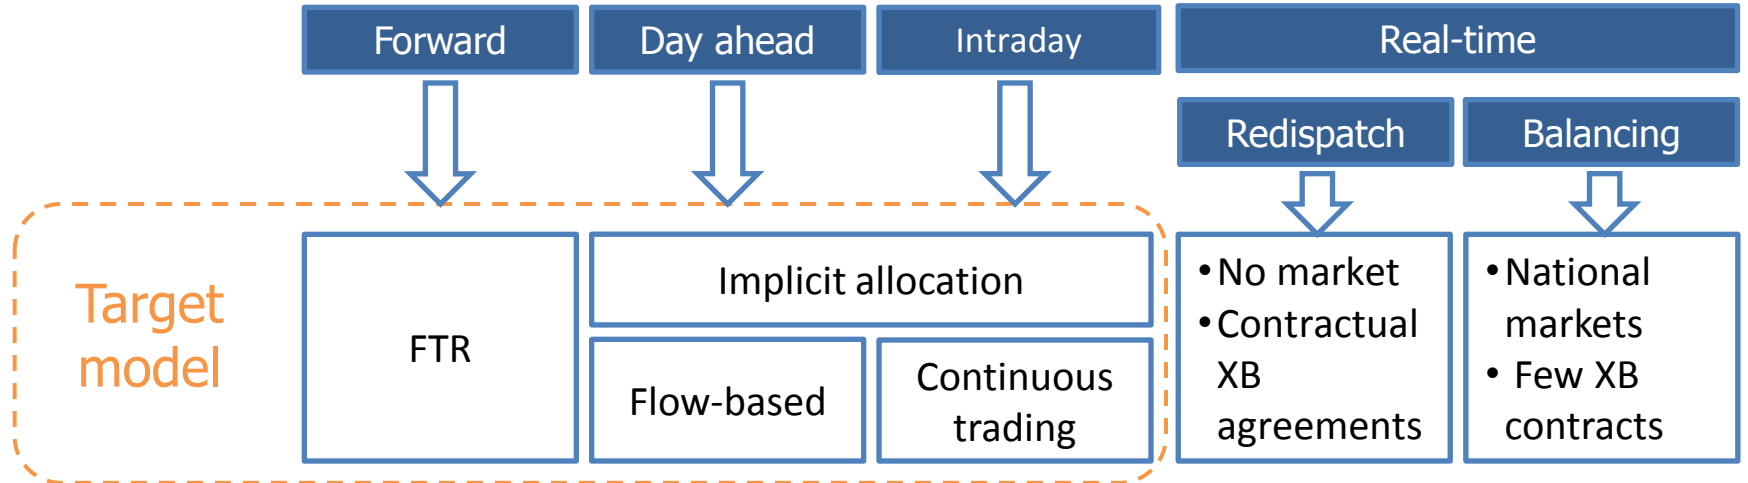 Forward
Day ahead
Intraday
Real-time
Redispatch
Balancing
Target
model
FTR
Implicit allocation
Flow-based
Continuous
trading
•No market
•Contractual
XB
agreements
• National
markets
• Few XB
contracts